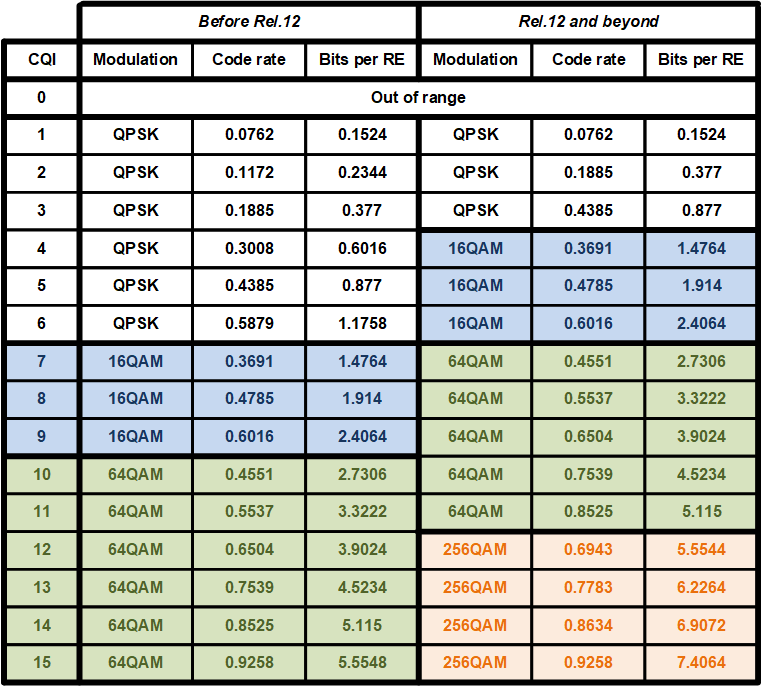 Before Rel.12 Rel.12 and beyond
CQI Modulation Code rate Bits per RE Modulation Code rate Bits per RE
0 Out of range
1 QPSK 0.0762 0.1524 QPSK 0.0762 0.1524
2 QPSK 0.1172 0.2344 QPSK 0.1885 0.377
3 QPSK 0.1885 0.377 QPSK 0.4385 0.877
4 QPSK 0.3008 0.6016 16QAM 0.3691 1.4764
5 QPSK 0.4385 0.877 16QAM 0.4785 1.914
6 QPSK 0.5879 1.1758 16QAM 0.6016 2.4064
7 16QAM 0.3691 1.4764 64QAM 0.4551 2.7306
8 16QAM 0.4785 1.914 64QAM 0.5537 3.3222
9 16QAM 0.6016 2.4064 64QAM 0.6504 3.9024
10 64QAM 0.4551 2.7306 64QAM 0.7539 4.5234
11 64QAM 0.5537 3.3222 64QAM 0.8525 5.115
12 64QAM 0.6504 3.9024 256QAM 0.6943 5.5544
13 64QAM 0.7539 4.5234 256QAM 0.7783 6.2264
14 64QAM 0.8525 5.115 256QAM 0.8634 6.9072
15 64QAM 0.9258 5.5548 256QAM 0.9258 7.4064